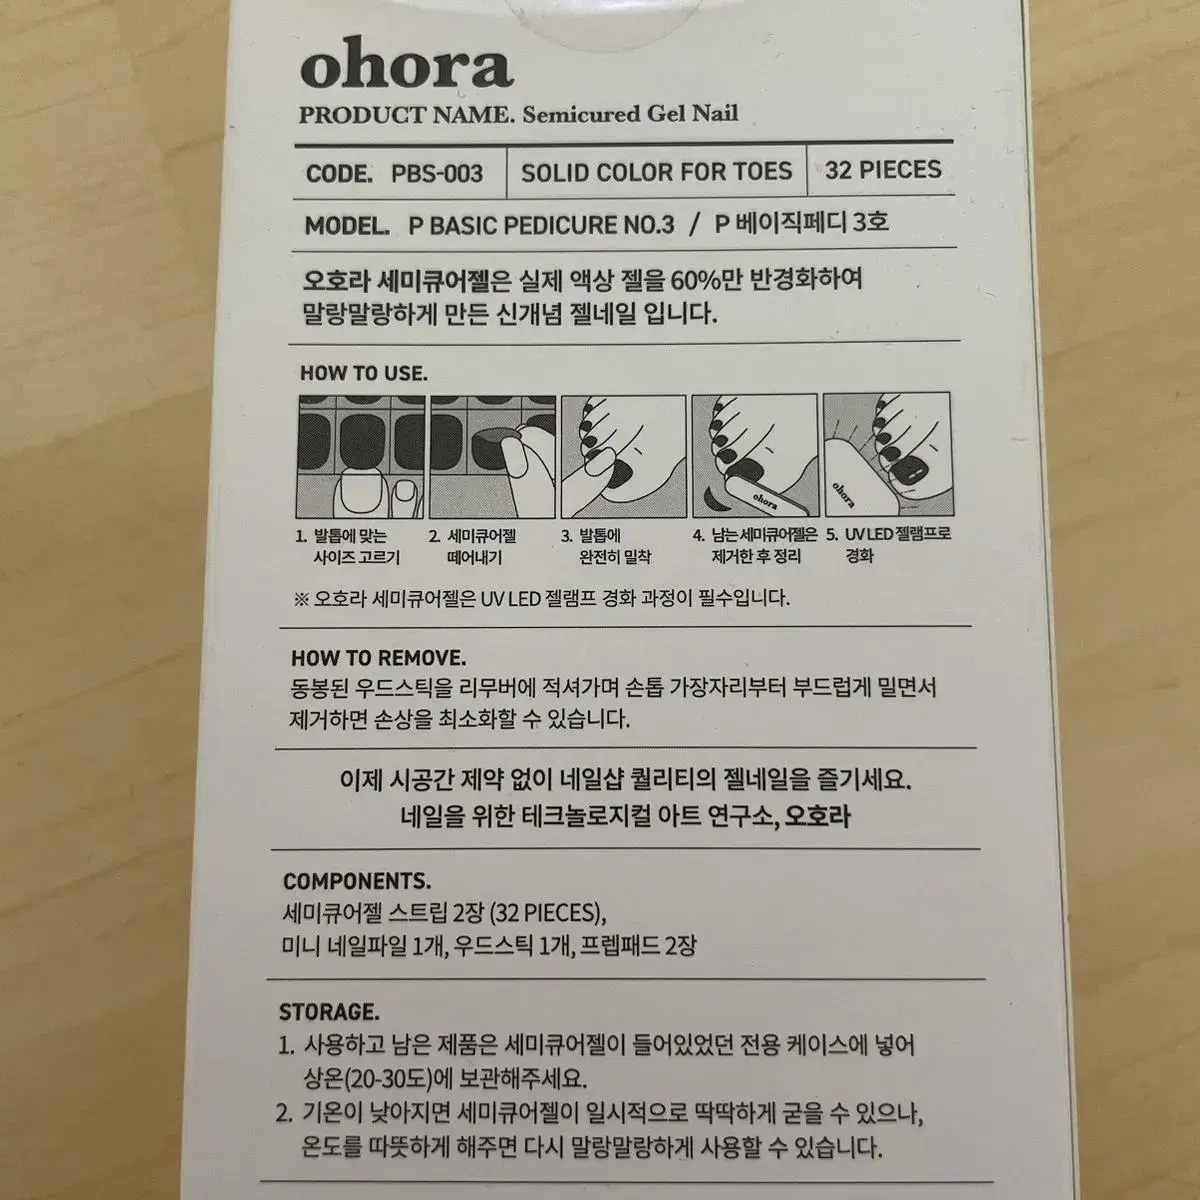 ohora
PRODUCT NAME. Semicured Gel Nail
CODE. PBS-003 SOLID COLOR FOR TOES 32 PIECES
MODEL. P BASIC PEDICURE NO.3 / P 베이직페디 3호
오호라 세미큐어젤은 실제 액상 젤을 60%만 반경화하여
말랑말랑하게 만든 신개념 젤네일 입니다.
HOW TO USE.
ohora
ohora
1. 발톱에 맞는
사이즈 고르기
2. 세미큐어젤
떼어내기
3. 발톱에
완전히 밀착
4. 남는 세미큐어젤은
제거한 후 정리
5. UV LED 젤램프로
경화
※ 오호라 세미큐어젤은 UV LED 젤램프 경화 과정이 필수입니다.
HOW TO REMOVE.
동봉된 우드스틱을 리무버에 적셔가며 손톱 가장자리부터 부드럽게 밀면서
제거하면 손상을 최소화할 수 있습니다.
이제 시공간 제약 없이 네일샵 퀄리티의 젤네일을 즐기세요.
네일을 위한 테크놀로지컬 아트 연구소, 오호라
COMPONENTS.
세미큐어젤 스트립 2장 (32 PIECES),
미니 네일파일 1개, 우드스틱 1개, 프렙패드 2장
STORAGE.
1. 사용하고 남은 제품은 세미큐어젤이 들어있었던 전용 케이스에 넣어
상온(20-30도)에 보관해주세요.
2. 기온이 낮아지면 세미큐어젤이 일시적으로 딱딱하게 굳을 수 있으나,
온도를 따뜻하게 해주면 다시 말랑말랑하게 사용할 수 있습니다.